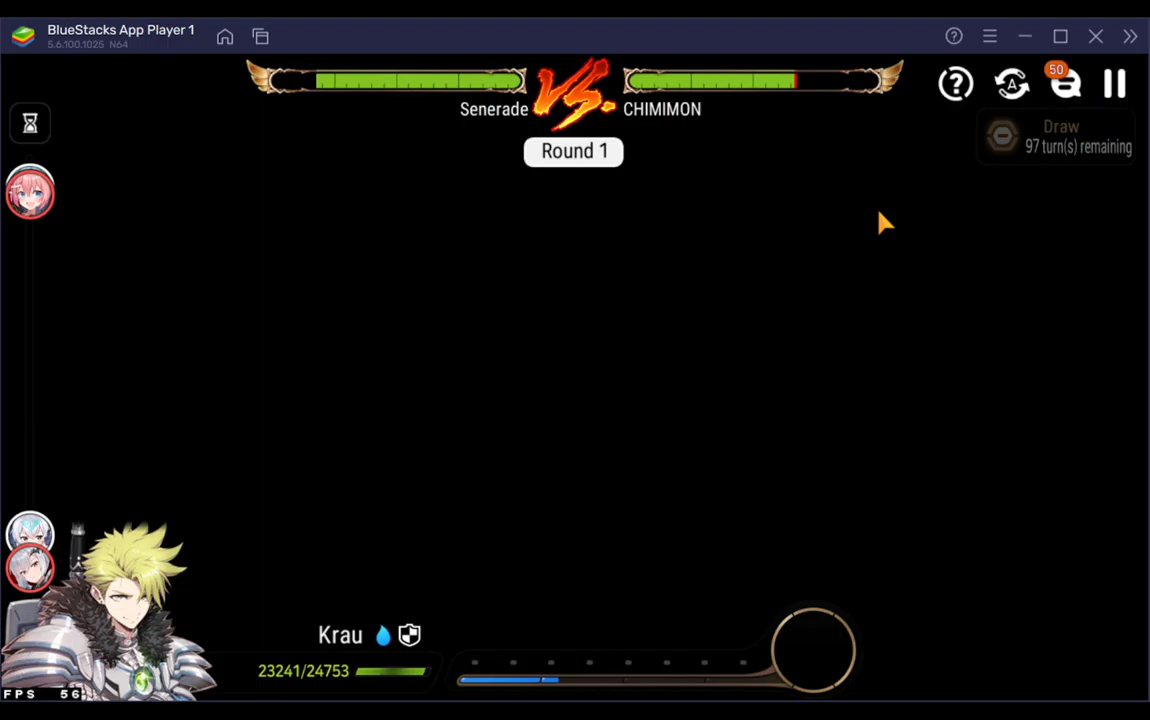 BlueStacks App Player 1
5.6.100.1025 N64
VS.
Senerade
CHIMIMON
Round 1
A
50
Draw
97 turn(s) remaining
Krau
23241/24753
FPS 56